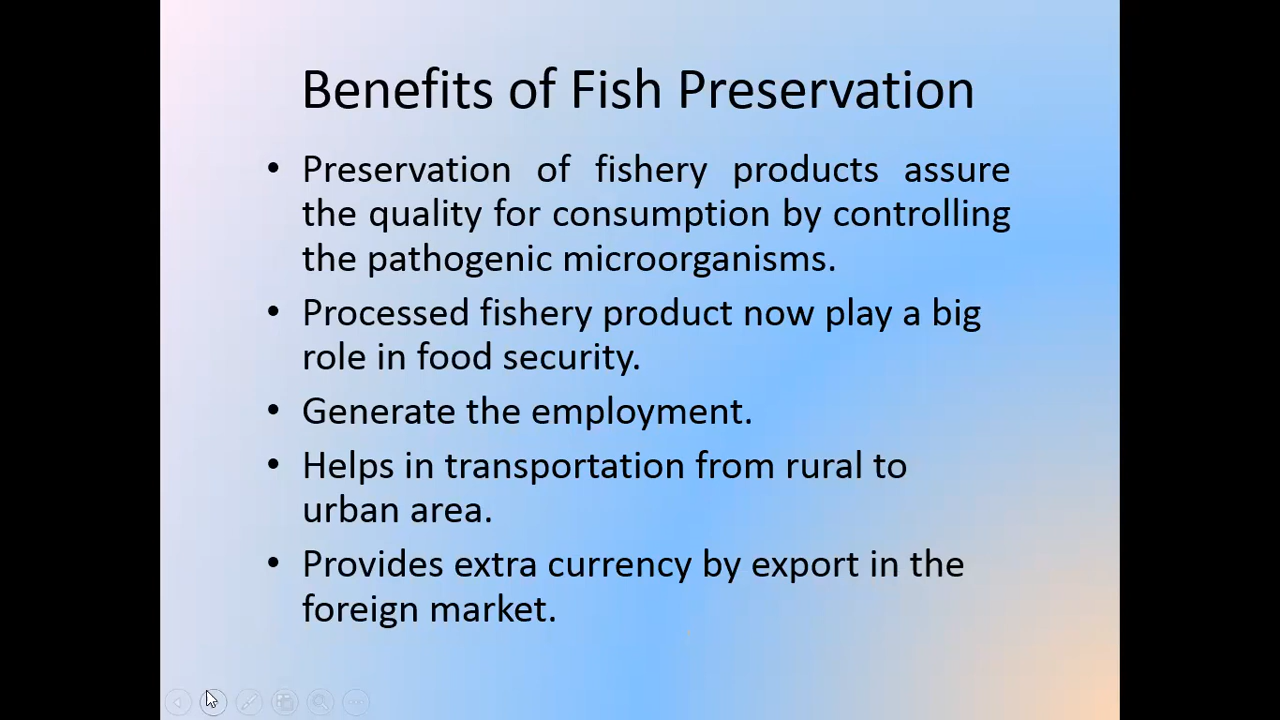 Benefits of Fish Preservation
• Preservation of fishery products assure
the quality for consumption by controlling
the pathogenic microorganisms.
• Processed fishery product now play a big
role in food security.
• Generate the employment.
• Helps in transportation from rural to
urban area.
• Provides extra currency by export in the
foreign market.